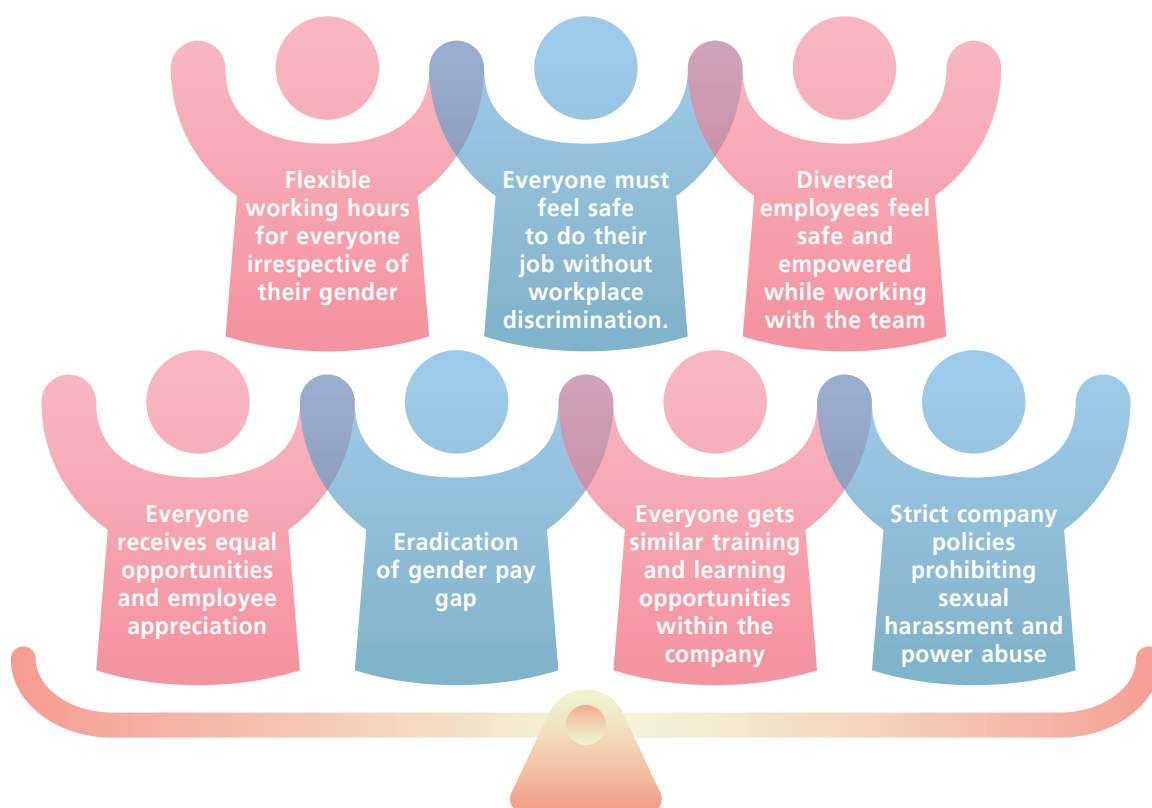 Flexible
working hours
for everyone
irrespective of
their gender
Everyone must
feel safe
to do their
job without
workplace
discrimination.
Diversed
employees feel
safe and
empowered
while working
with the team
Everyone
receives equal
opportunities
and employee
appreciation
Eradication
of gender pay
gap
Everyone gets
similar training
and learning
opportunities
within the
company
Strict company
policies
prohibiting
sexual
harassment and
power abuse